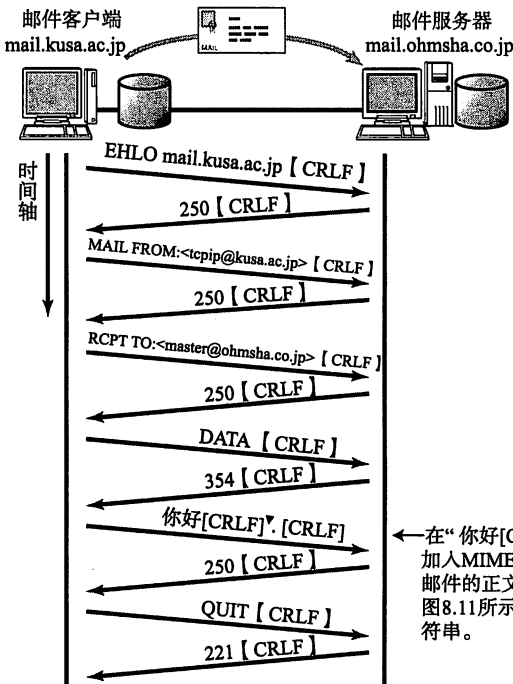 邮件客户端
mail.kusa.ac.jp
MAIL
邮件服务器
mail.ohmsha.co.jp
时间轴
EHLO mail.kusa.ac.jp【CRLF】
250【CRLF】
MAIL FROM:<tcpip@kusa.ac.jp>【CRLF】
250【CRLF】
RCPT TO:<master@ohmsha.co.jp>【CRLF】
250【CRLF】
DATA【CRLF】
354【CRLF】
你好[CRLF]▼. [CRLF]
250【CRLF】
QUIT【CRLF】
221【CRLF】
在“你好[C
加入MIME
邮件的正文
图8.11所示
符串。